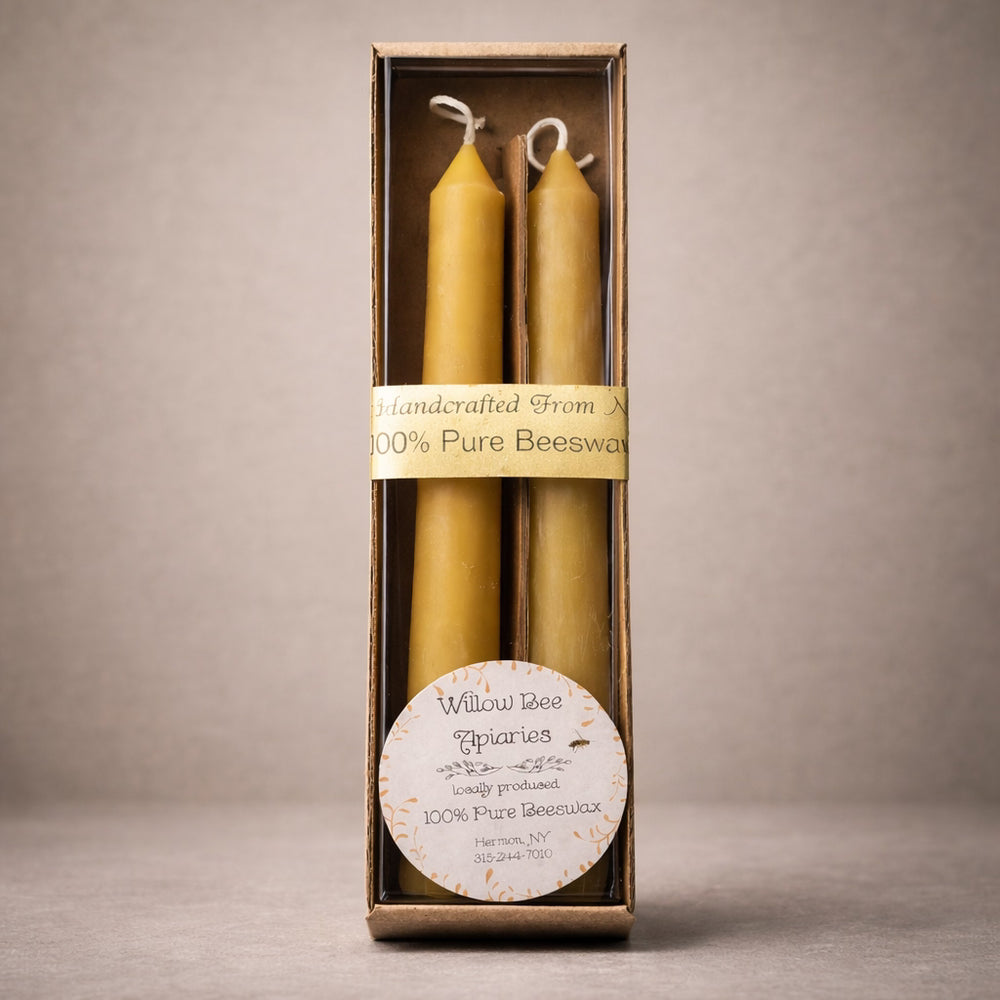 Handcrafted From N
100% Pure Beeswax
Willow Bee
Apiaries
locally produced
100% Pure Beeswax
Hermon, NY
315-244-7010